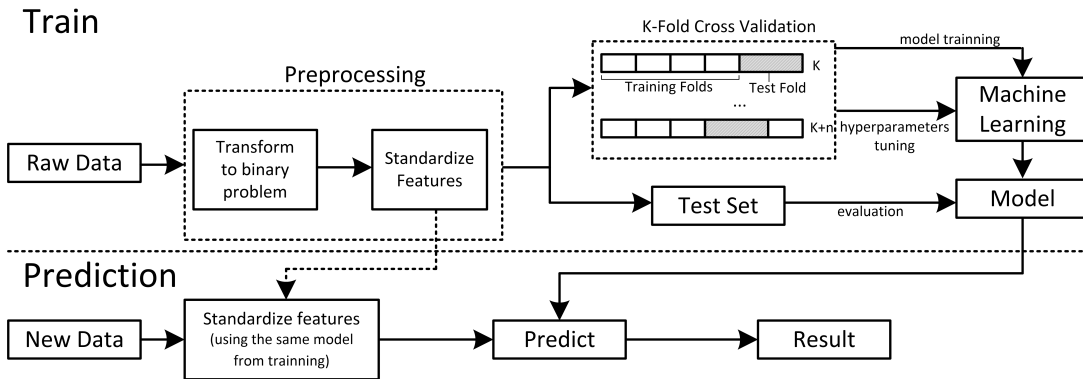 Train
K-Fold Cross Validation
K
Training Folds
Test Fold
...
K+n
model trainning
hyperparameters
tuning
Machine
Learning
Preprocessing
Raw Data
Transform
to binary
problem
Standardize
Features
Test Set
evaluation
Model
Prediction
New Data
Standardize features
(using the same model
from trainning)
Predict
Result